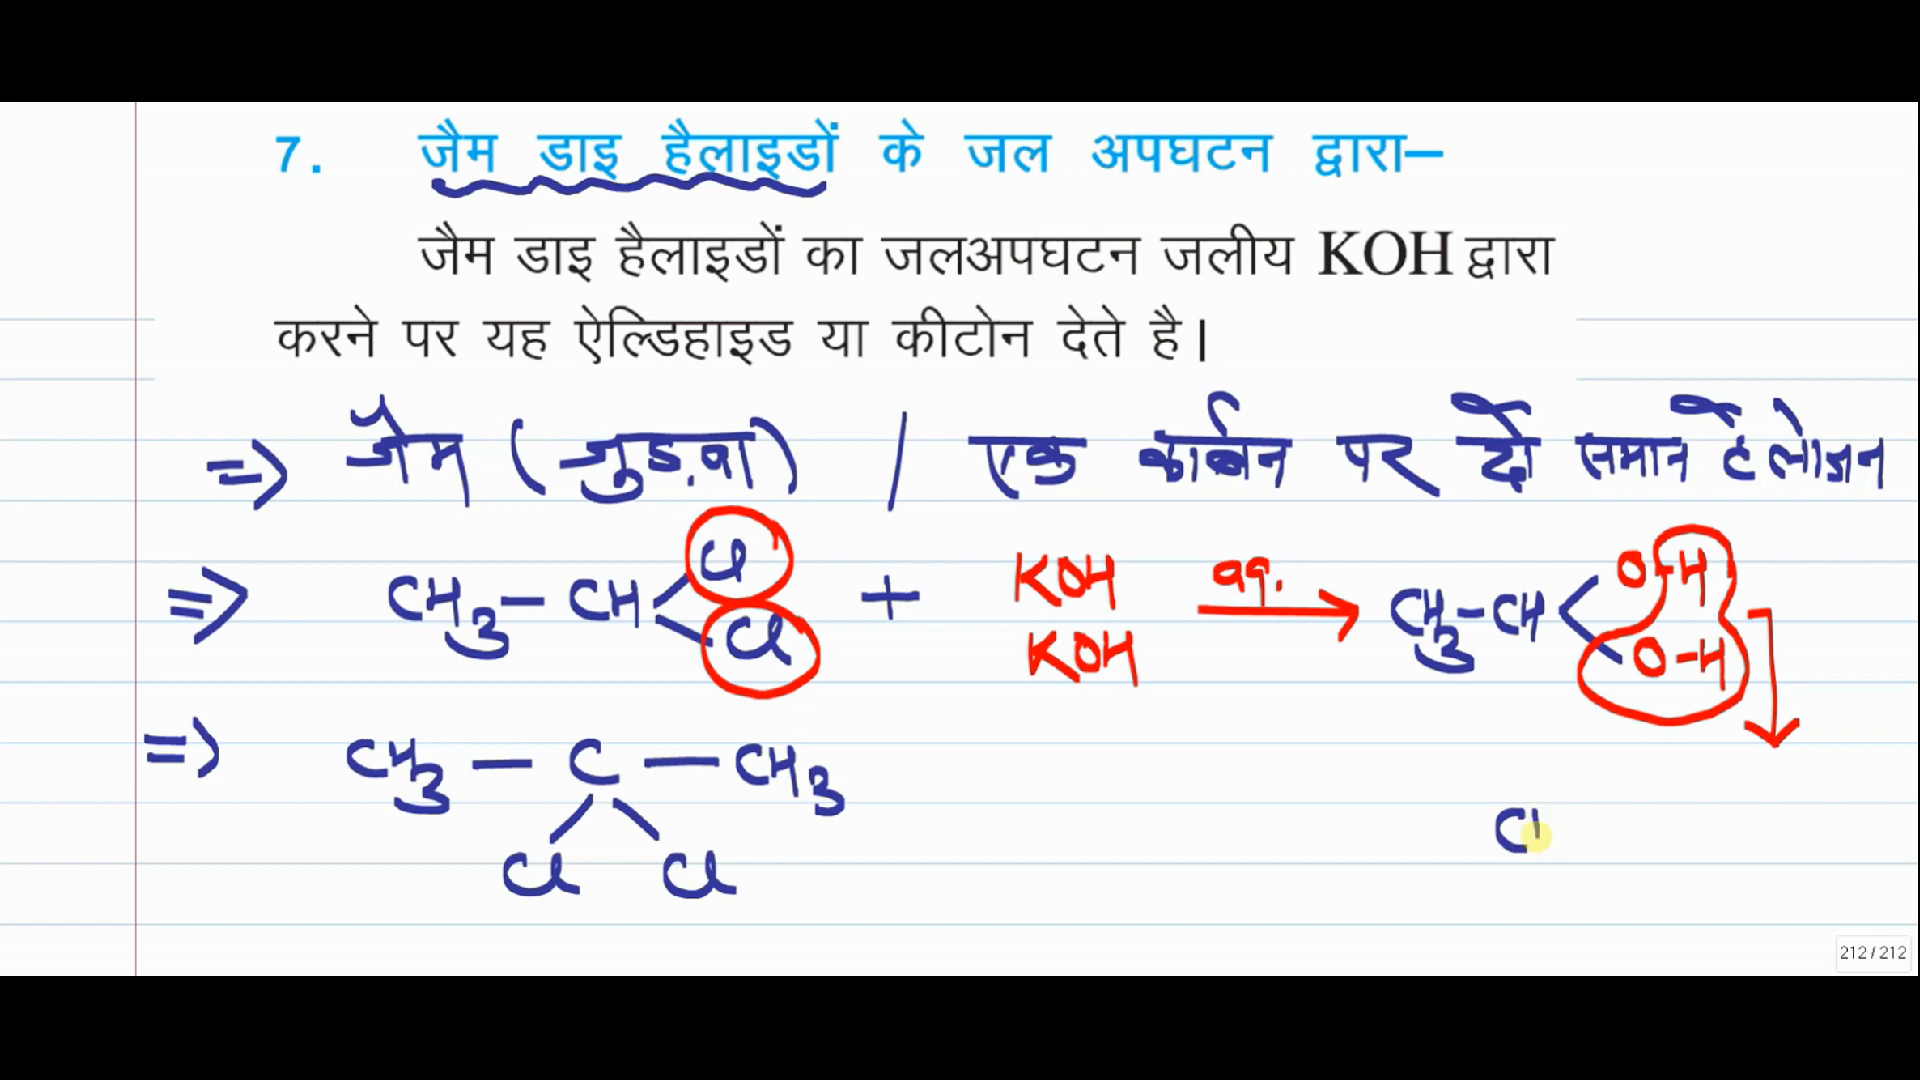 7. जैम डाइ हैलाइडों के जल अपघटन द्वारा–
जैम डाइ हैलाइडों का जलअपघटन जलीय KOH द्वारा
करने पर यह ऐल्डिहाइड या कीटोन देते है।
=> जैम (जुड़वा) / एक कार्बन पर दो समान हैलोजन
=> CH3 – CH < Cl Cl + KOH KOH aq. → CH3 – CH < O-H O-H
=> CH3 – C – CH3
Cl Cl
C
212 / 212